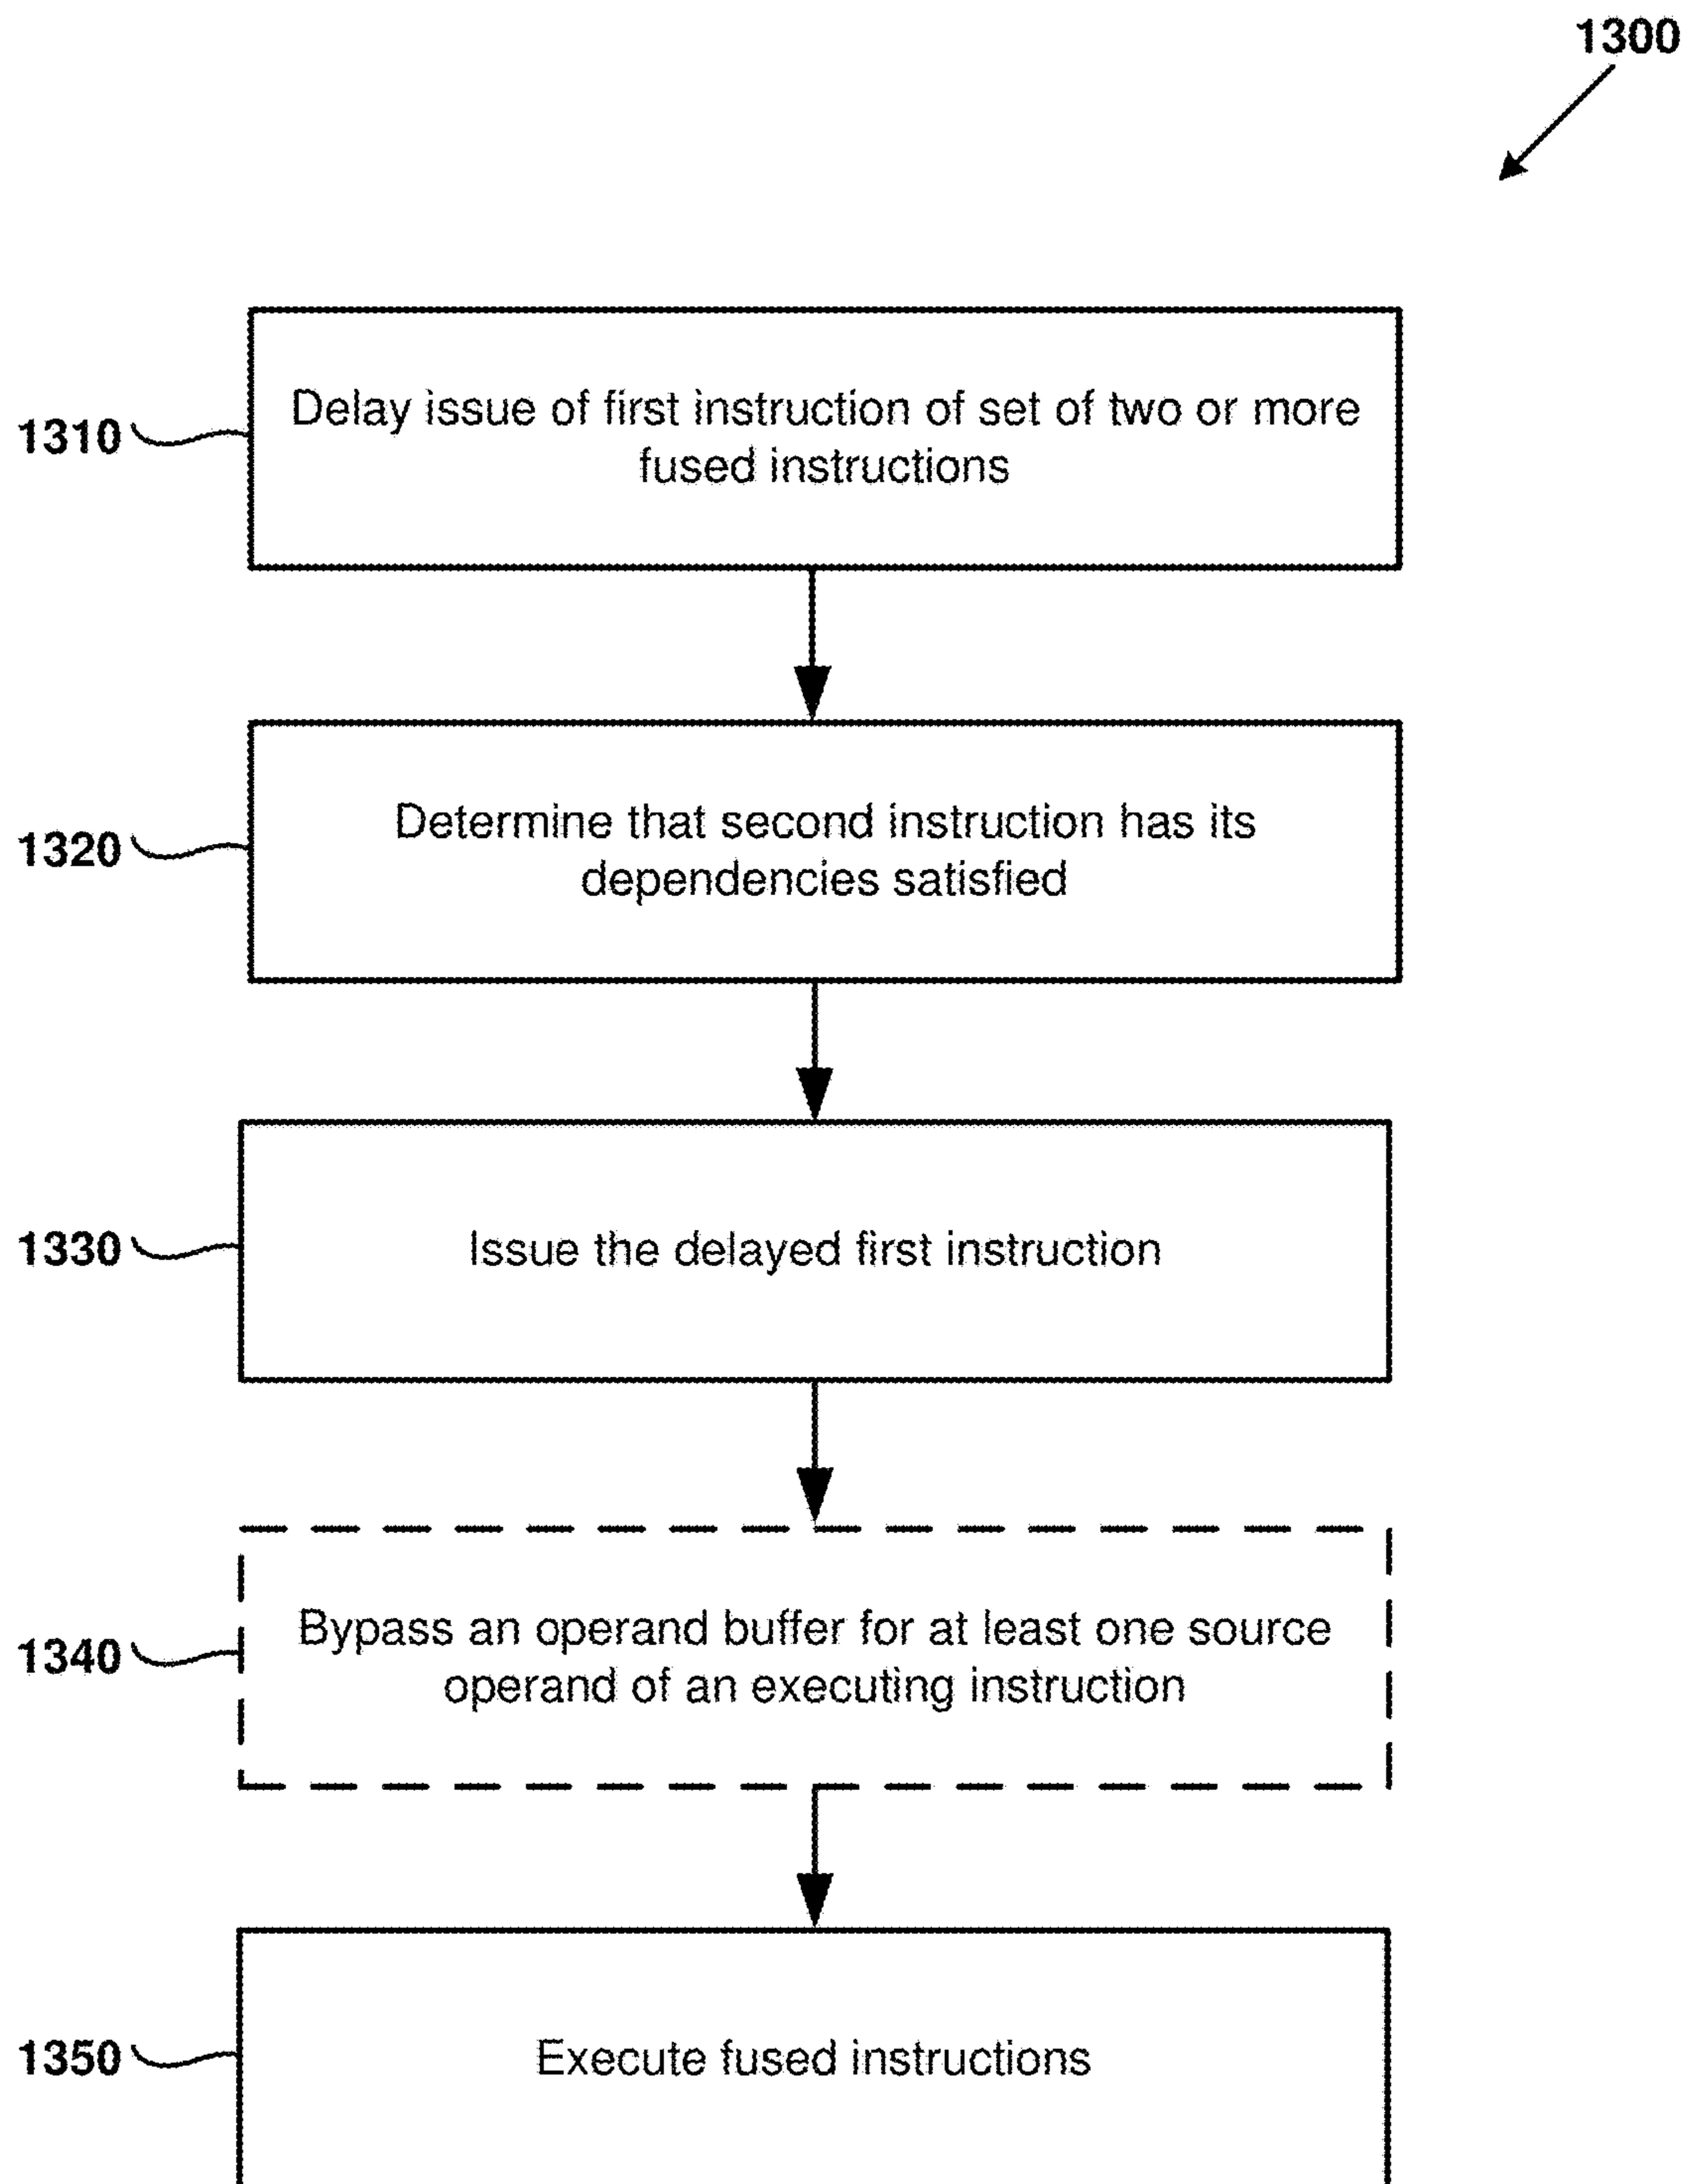 1300
1310
Delay issue of first instruction of set of two or more
fused instructions
1320
Determine that second instruction has its
dependencies satisfied
1330
Issue the delayed first instruction
1340
Bypass an operand buffer for at least one source
operand of an executing instruction
1350
Execute fused instructions